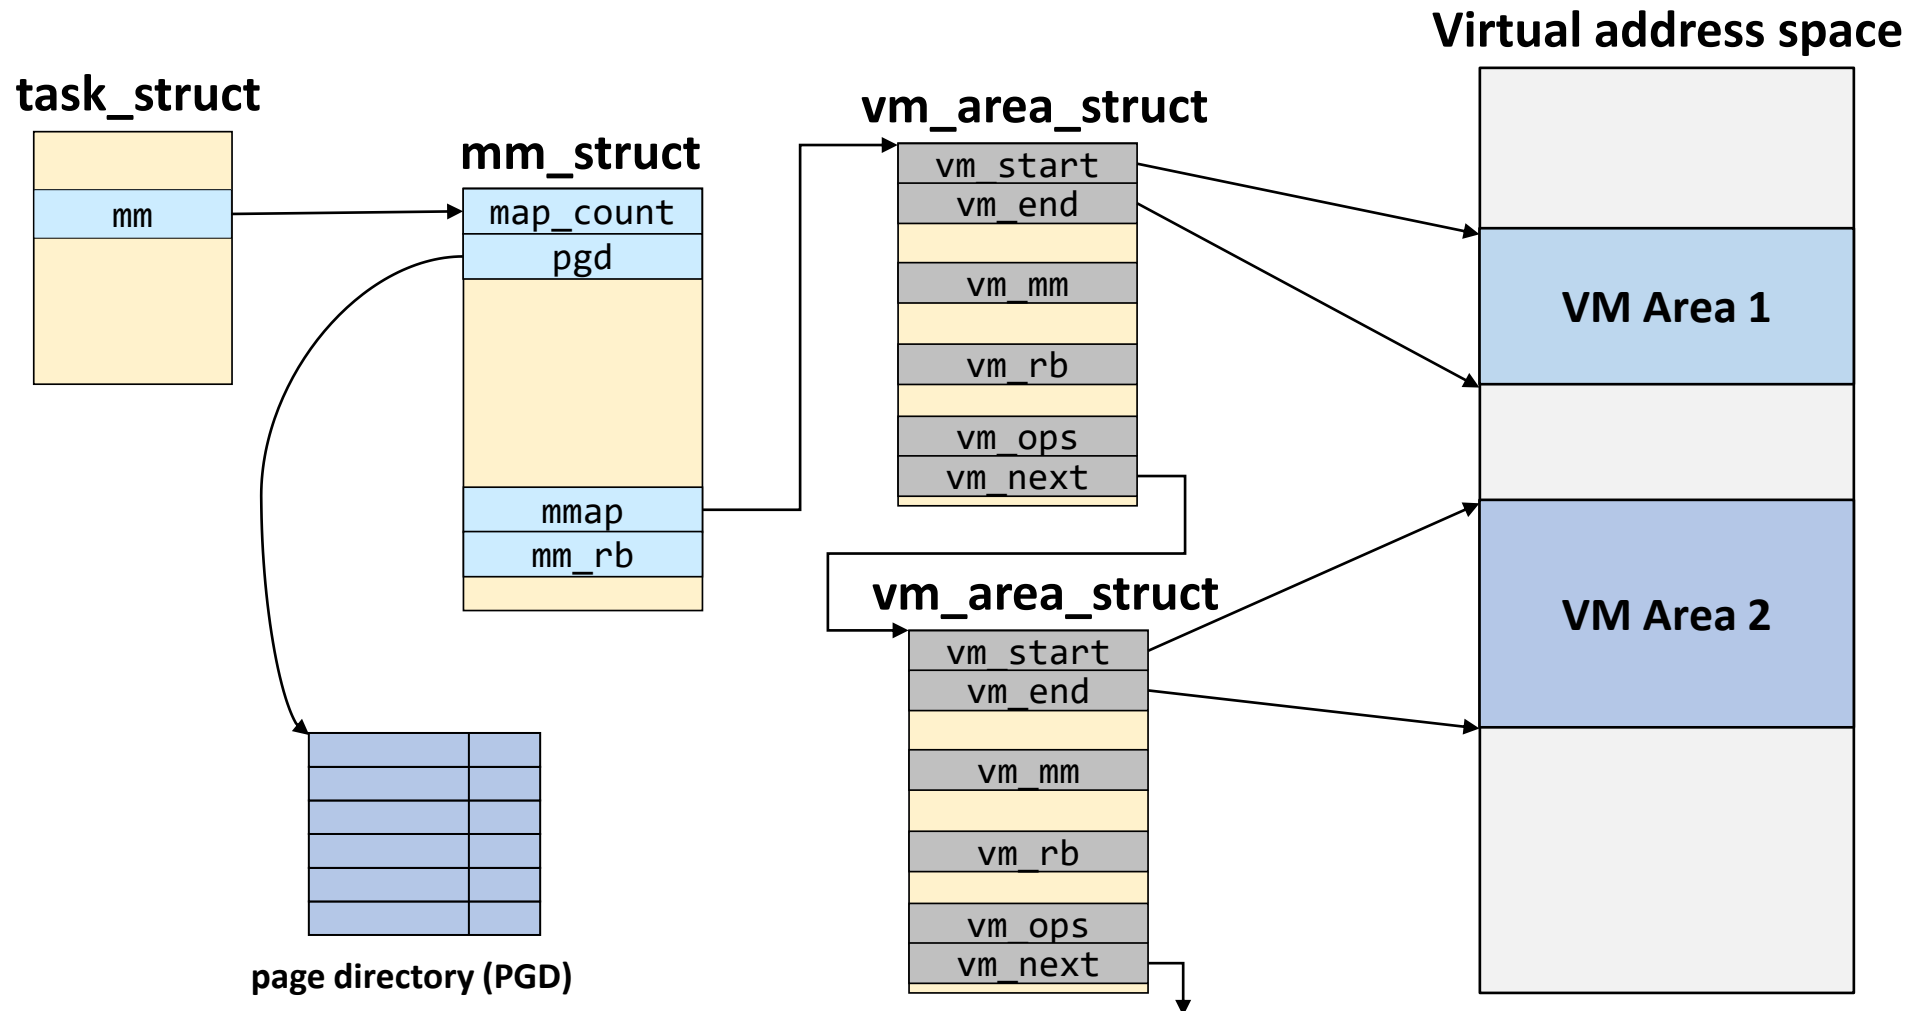 Virtual address space
task_struct
mm
mm_struct
map_count
pgd
mmap
mm_rb
page directory (PGD)
vm_area_struct
vm_start
vm_end
vm_mm
vm_rb
vm_ops
vm_next
vm_area_struct
vm_start
vm_end
vm_mm
vm_rb
vm_ops
vm_next
VM Area 1
VM Area 2